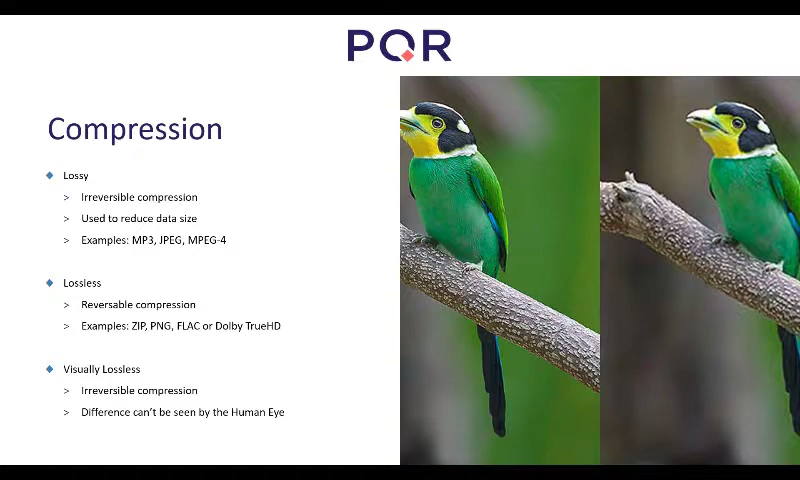 PQR
Compression
Lossy
> Irreversible compression
> Used to reduce data size
> Examples: MP3, JPEG, MPEG-4
Lossless
> Reversable compression
> Examples: ZIP, PNG, FLAC or Dolby TrueHD
Visually Lossless
> Irreversible compression
> Difference can't be seen by the Human Eye